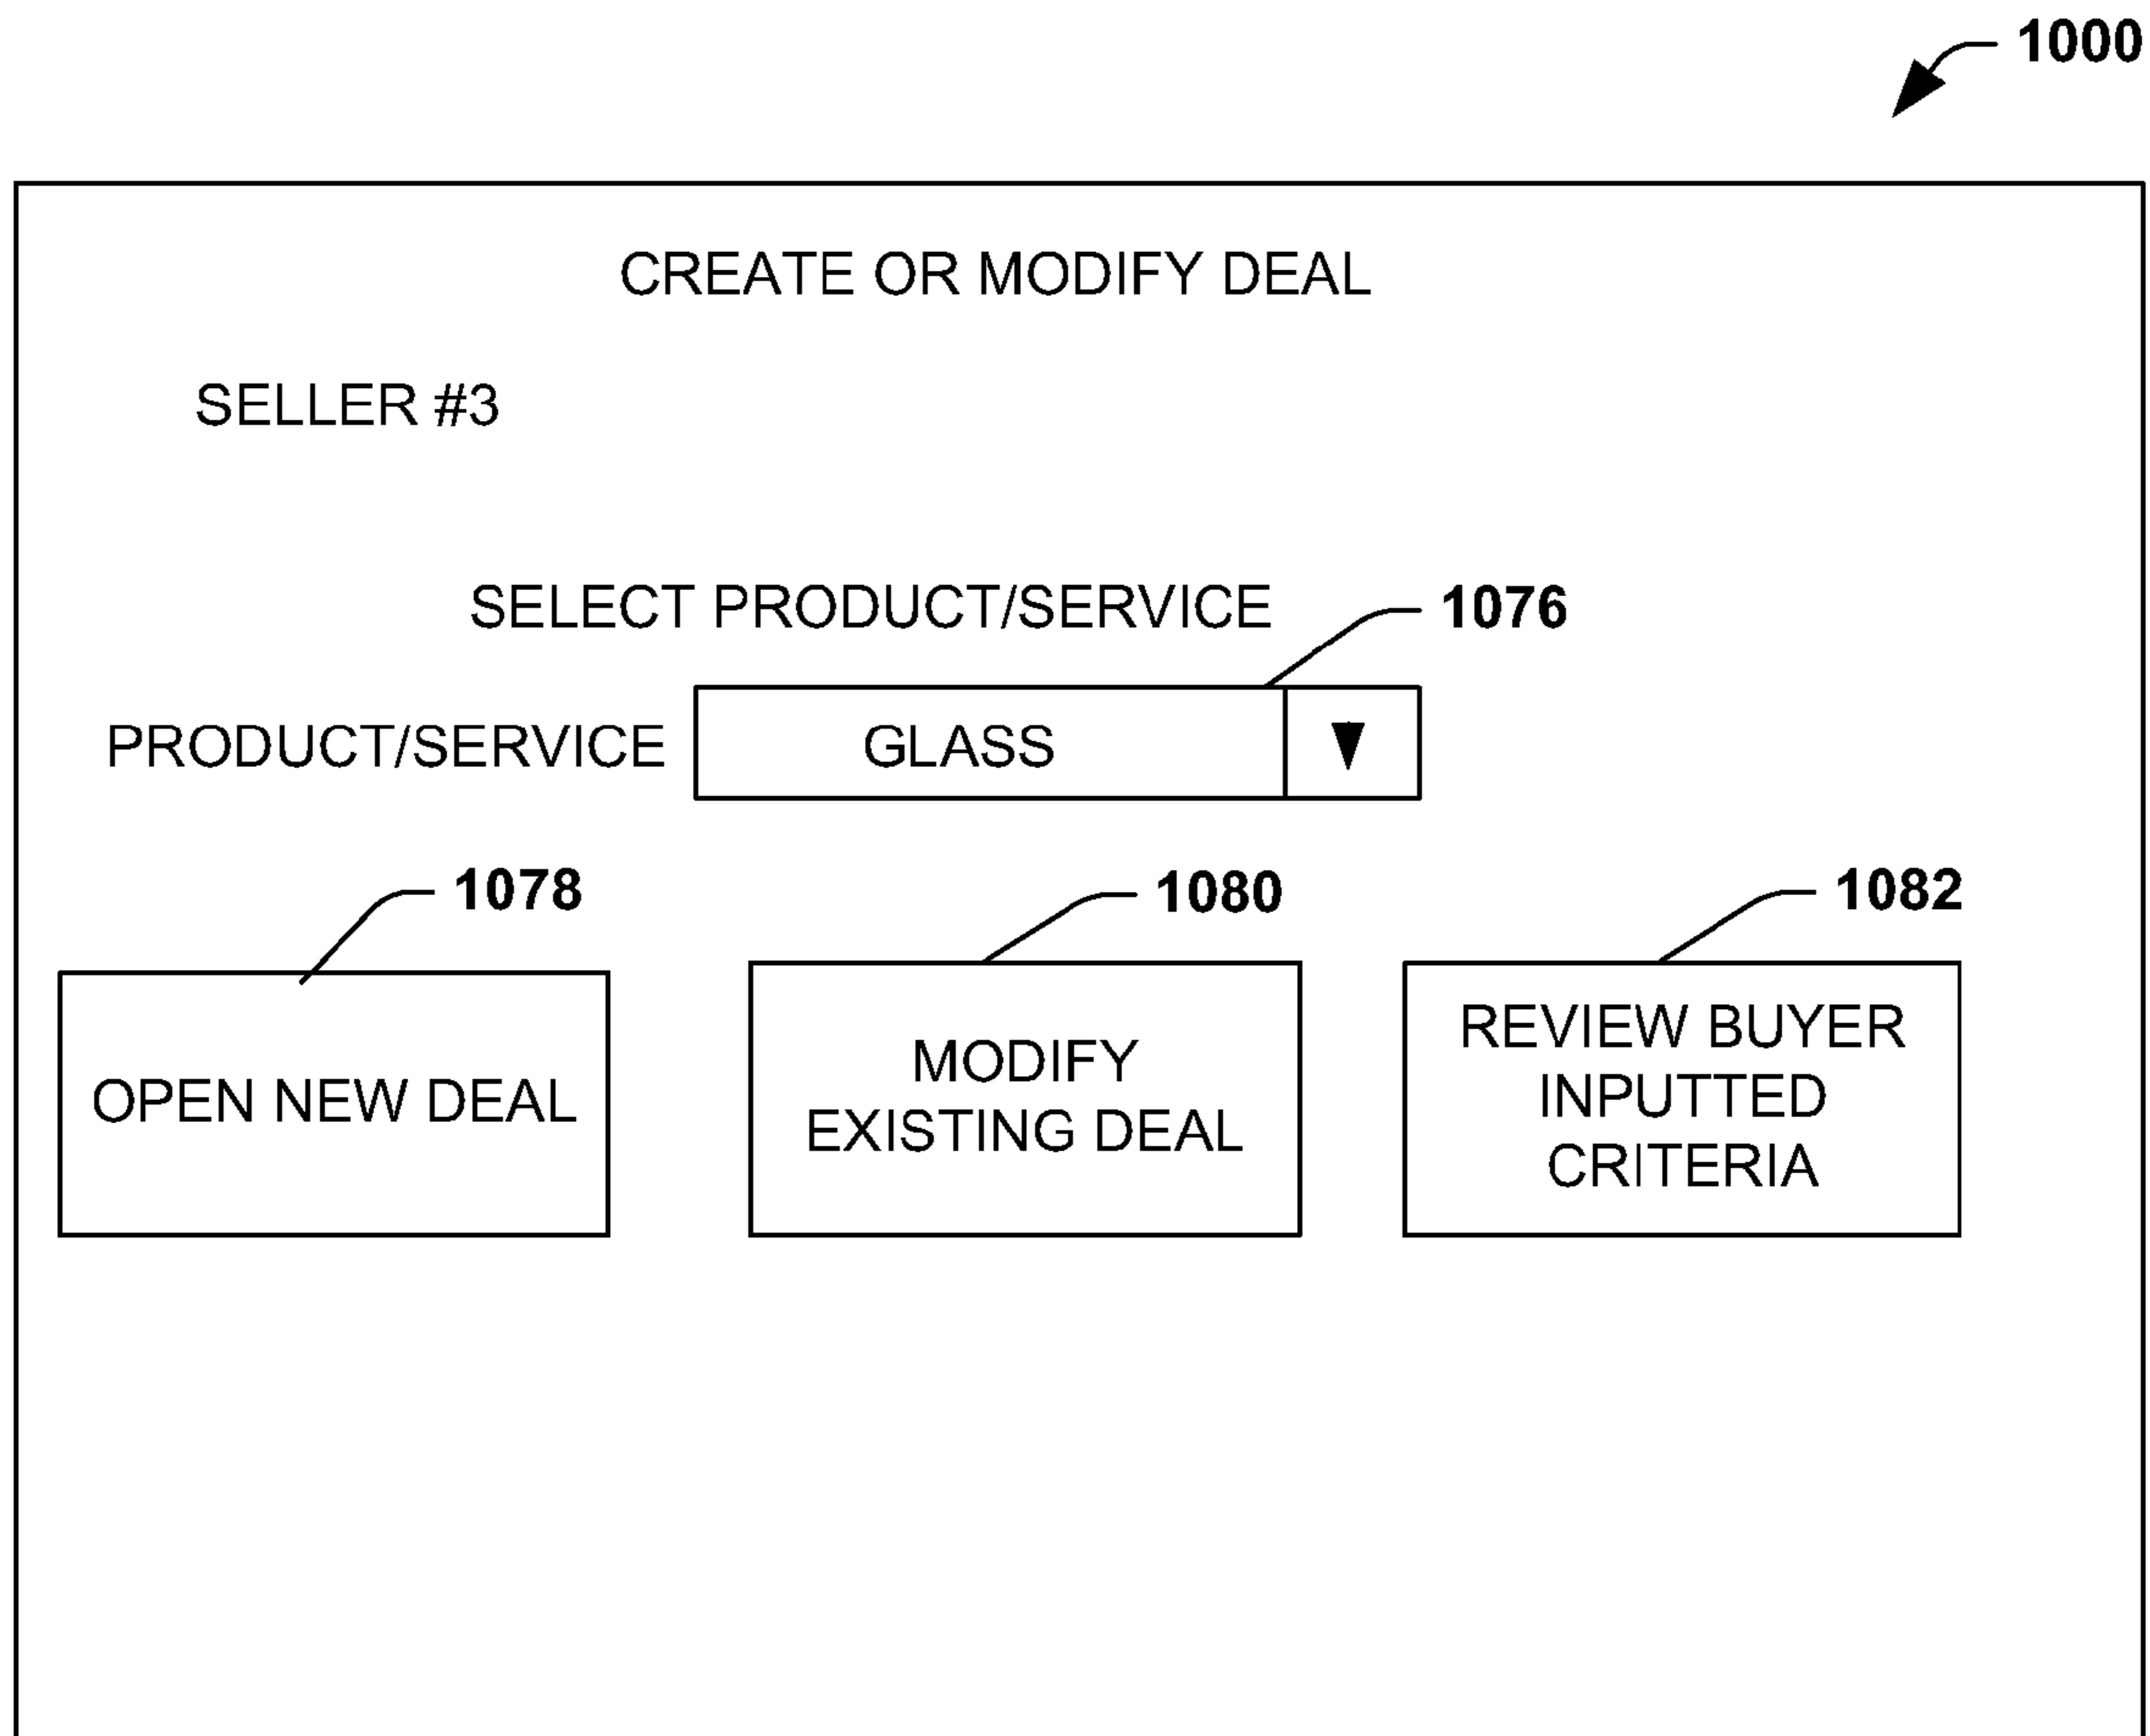 1000
CREATE OR MODIFY DEAL
SELLER #3
SELECT PRODUCT/SERVICE
1076
PRODUCT/SERVICE
GLASS
1078
1080
1082
OPEN NEW DEAL
MODIFY
EXISTING DEAL
REVIEW BUYER
INPUTTED
CRITERIA